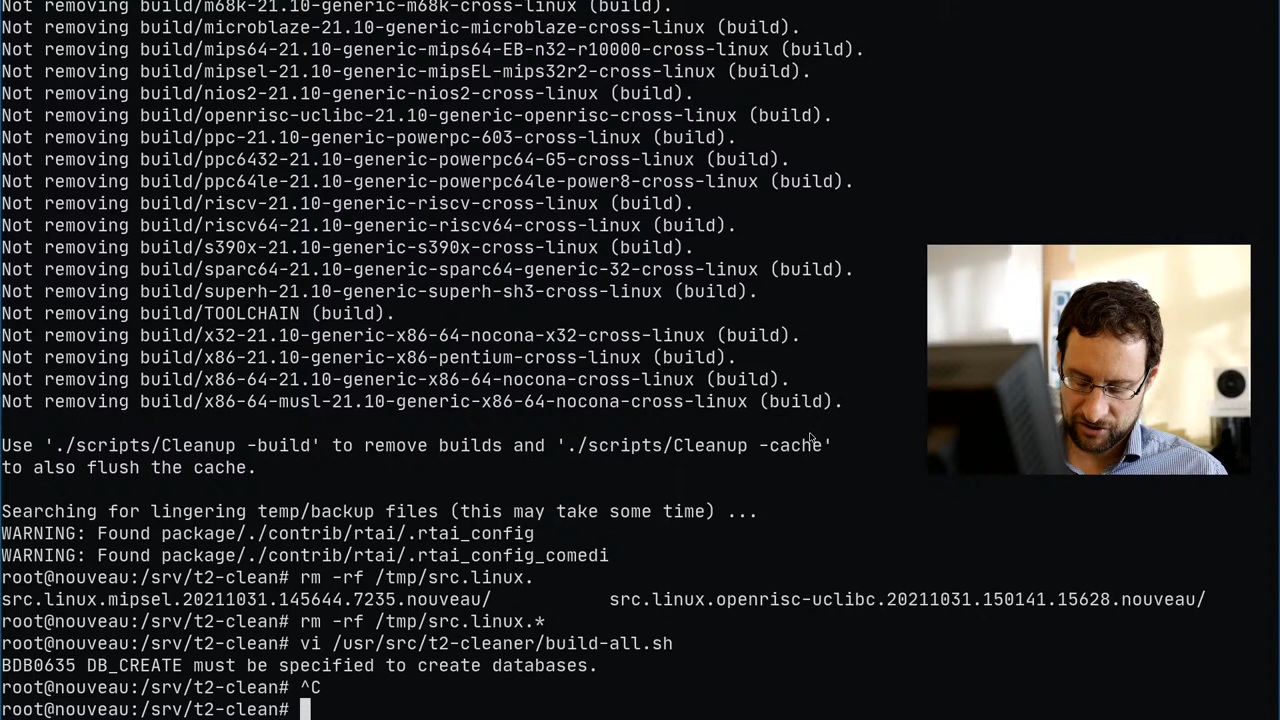 Not removing build/m68k-21.10-generic-m68k-cross-linux (build).
Not removing build/microblaze-21.10-generic-microblaze-cross-linux (build).
Not removing build/mips64-21.10-generic-mips64-EB-n32-r10000-cross-linux (build).
Not removing build/mipsel-21.10-generic-mipsEL-mips32r2-cross-linux (build).
Not removing build/nios2-21.10-generic-nios2-cross-linux (build).
Not removing build/openrisc-uclibc-21.10-generic-openrisc-cross-linux (build).
Not removing build/ppc-21.10-generic-powerpc-603-cross-linux (build).
Not removing build/ppc6432-21.10-generic-powerpc64-G5-cross-linux (build).
Not removing build/ppc64le-21.10-generic-powerpc64le-power8-cross-linux (build).
Not removing build/riscv-21.10-generic-riscv-cross-linux (build).
Not removing build/riscv64-21.10-generic-riscv64-cross-linux (build).
Not removing build/s390x-21.10-generic-s390x-cross-linux (build).
Not removing build/sparc64-21.10-generic-sparc64-generic-32-cross-linux (build).
Not removing build/superh-21.10-generic-superh-sh3-cross-linux (build).
Not removing build/TOOLCHAIN (build).
Not removing build/x32-21.10-generic-x86-64-nocona-x32-cross-linux (build).
Not removing build/x86-21.10-generic-x86-pentium-cross-linux (build).
Not removing build/x86-64-21.10-generic-x86-64-nocona-cross-linux (build).
Not removing build/x86-64-musl-21.10-generic-x86-64-nocona-cross-linux (build).
Use './scripts/Cleanup -build' to remove builds and './scripts/Cleanup -cache'
to also flush the cache.
Searching for lingering temp/backup files (this may take some time) ...
WARNING: Found package/./contrib/rtai/.rtai_config
WARNING: Found package/./contrib/rtai/.rtai_config_comedi
root@nouveau:/srv/t2-clean# rm -rf /tmp/src.linux.
src.linux.mipsel.20211031.145644.7235.nouveau/ src.linux.openrisc-uclibc.20211031.150141.15628.nouveau/
root@nouveau:/srv/t2-clean# rm -rf /tmp/src.linux.*
root@nouveau:/srv/t2-clean# vi /usr/src/t2-cleaner/build-all.sh
BDB0635 DB_CREATE must be specified to create databases.
root@nouveau:/srv/t2-clean# ^C
root@nouveau:/srv/t2-clean#